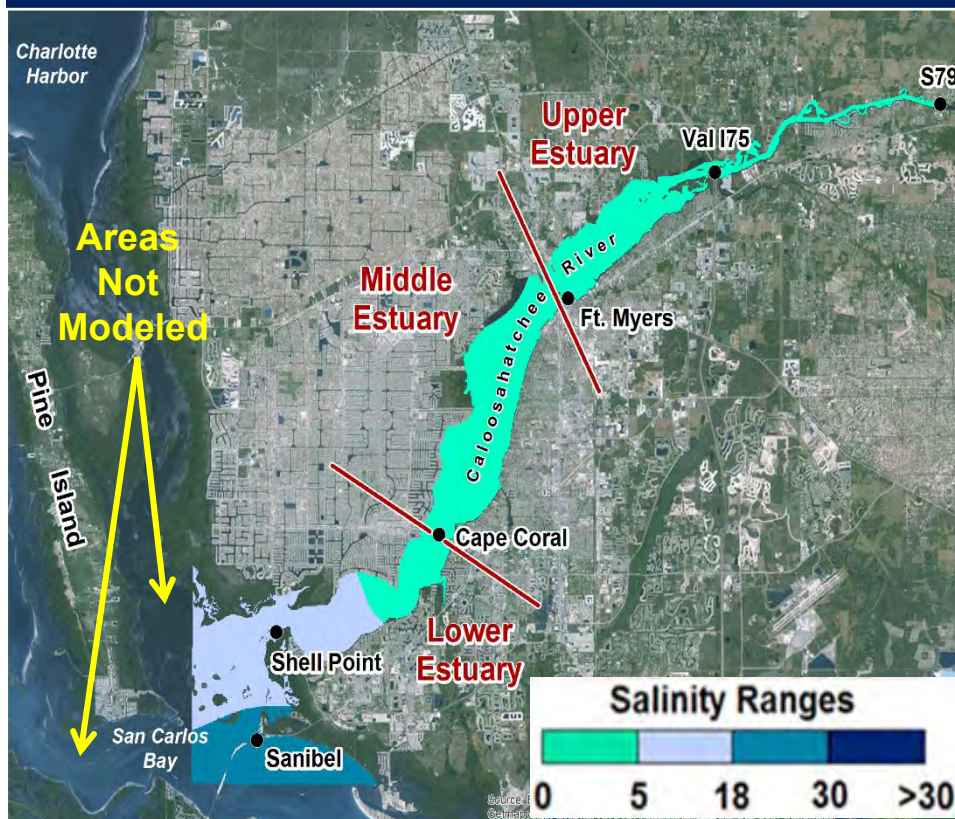 Charlotte
Harbor
S79
Upper
Estuary
Val I75
Areas
Not
Modeled
Middle
Estuary
Ft. Myers
Caloosahatchee River
Pine Island
Cape Coral
Lower
Estuary
Shell Point
San Carlos
Bay
Sanibel
Salinity Ranges
0 5 18 30 >30
Source: